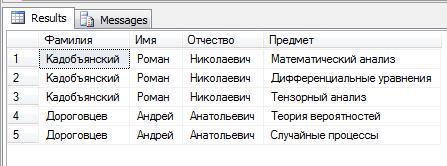 Results Messages
Фамилия Имя Отчество Предмет
1 Кадобъянский Роман Николаевич Математический анализ
2 Кадобъянский Роман Николаевич Дифференциальные уравнения
3 Кадобъянский Роман Николаевич Тензорный анализ
4 Дороговцев Андрей Анатольевич Теория вероятностей
5 Дороговцев Андрей Анатольевич Случайные процессы